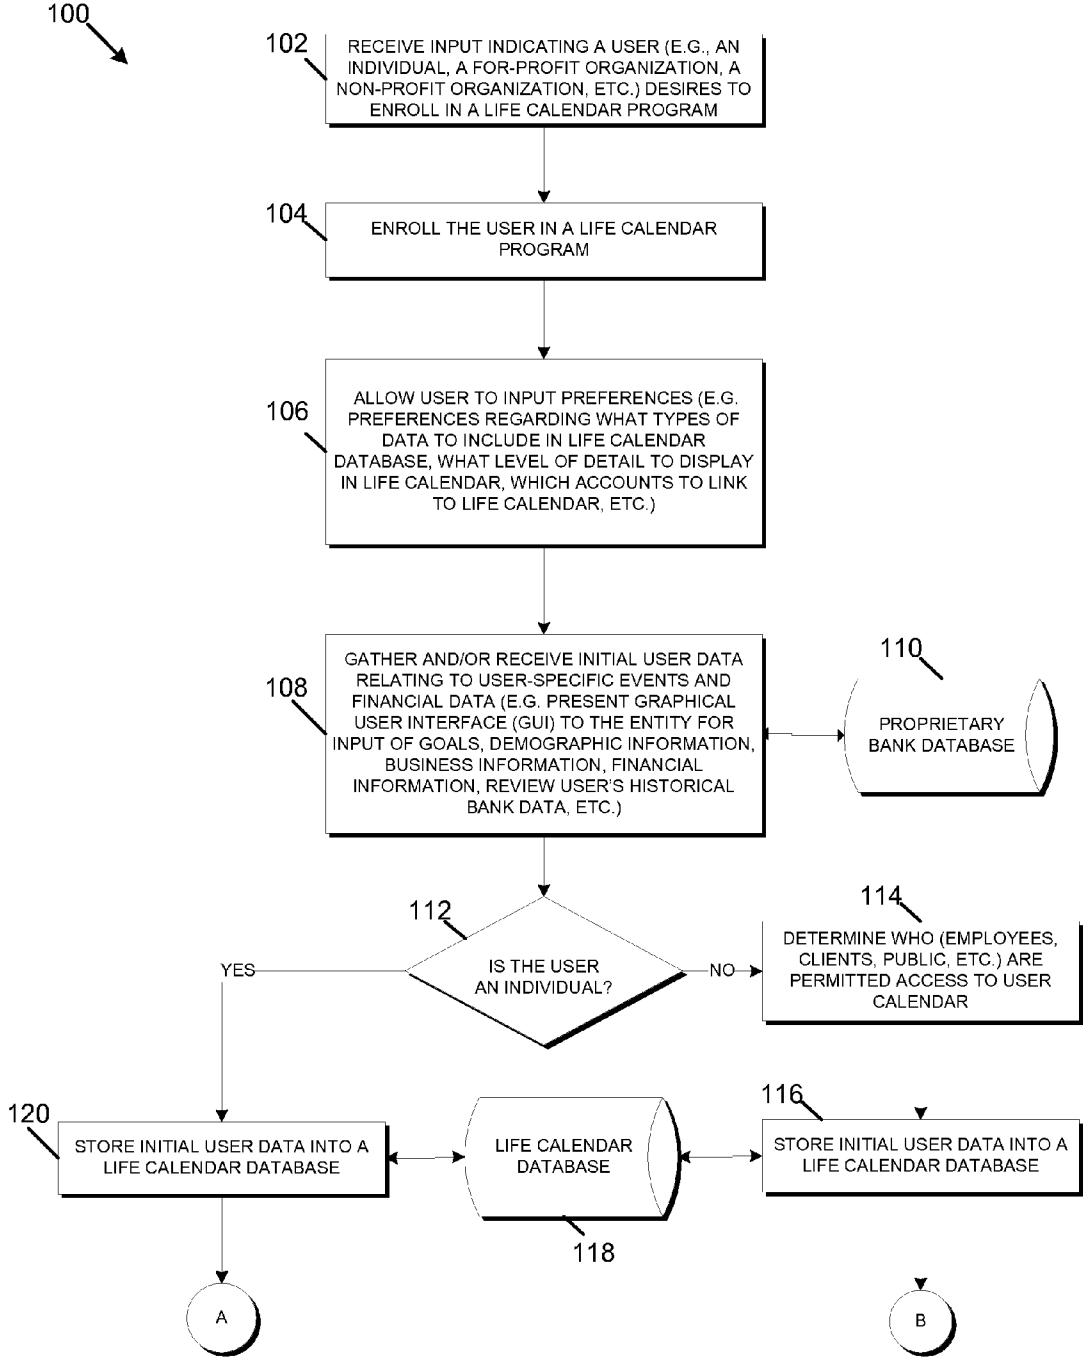 100
102
RECEIVE INPUT INDICATING A USER (E.G., AN
INDIVIDUAL, A FOR-PROFIT ORGANIZATION, A
NON-PROFIT ORGANIZATION, ETC.) DESIRES TO
ENROLL IN A LIFE CALENDAR PROGRAM
104
ENROLL THE USER IN A LIFE CALENDAR
PROGRAM
106
ALLOW USER TO INPUT PREFERENCES (E.G.
PREFERENCES REGARDING WHAT TYPES OF
DATA TO INCLUDE IN LIFE CALENDAR
DATABASE, WHAT LEVEL OF DETAIL TO DISPLAY
IN LIFE CALENDAR, WHICH ACCOUNTS TO LINK
TO LIFE CALENDAR, ETC.)
108
GATHER AND/OR RECEIVE INITIAL USER DATA
RELATING TO USER-SPECIFIC EVENTS AND
FINANCIAL DATA (E.G. PRESENT GRAPHICAL
USER INTERFACE (GUI) TO THE ENTITY FOR
INPUT OF GOALS, DEMOGRAPHIC INFORMATION,
BUSINESS INFORMATION, FINANCIAL
INFORMATION, REVIEW USER'S HISTORICAL
BANK DATA, ETC.)
110
PROPRIETARY
BANK DATABASE
112
IS THE USER
AN INDIVIDUAL?
YES
NO
114
DETERMINE WHO (EMPLOYEES,
CLIENTS, PUBLIC, ETC.) ARE
PERMITTED ACCESS TO USER
CALENDAR
120
STORE INITIAL USER DATA INTO A
LIFE CALENDAR DATABASE
LIFE CALENDAR
DATABASE
118
116
STORE INITIAL USER DATA INTO A
LIFE CALENDAR DATABASE
A
B